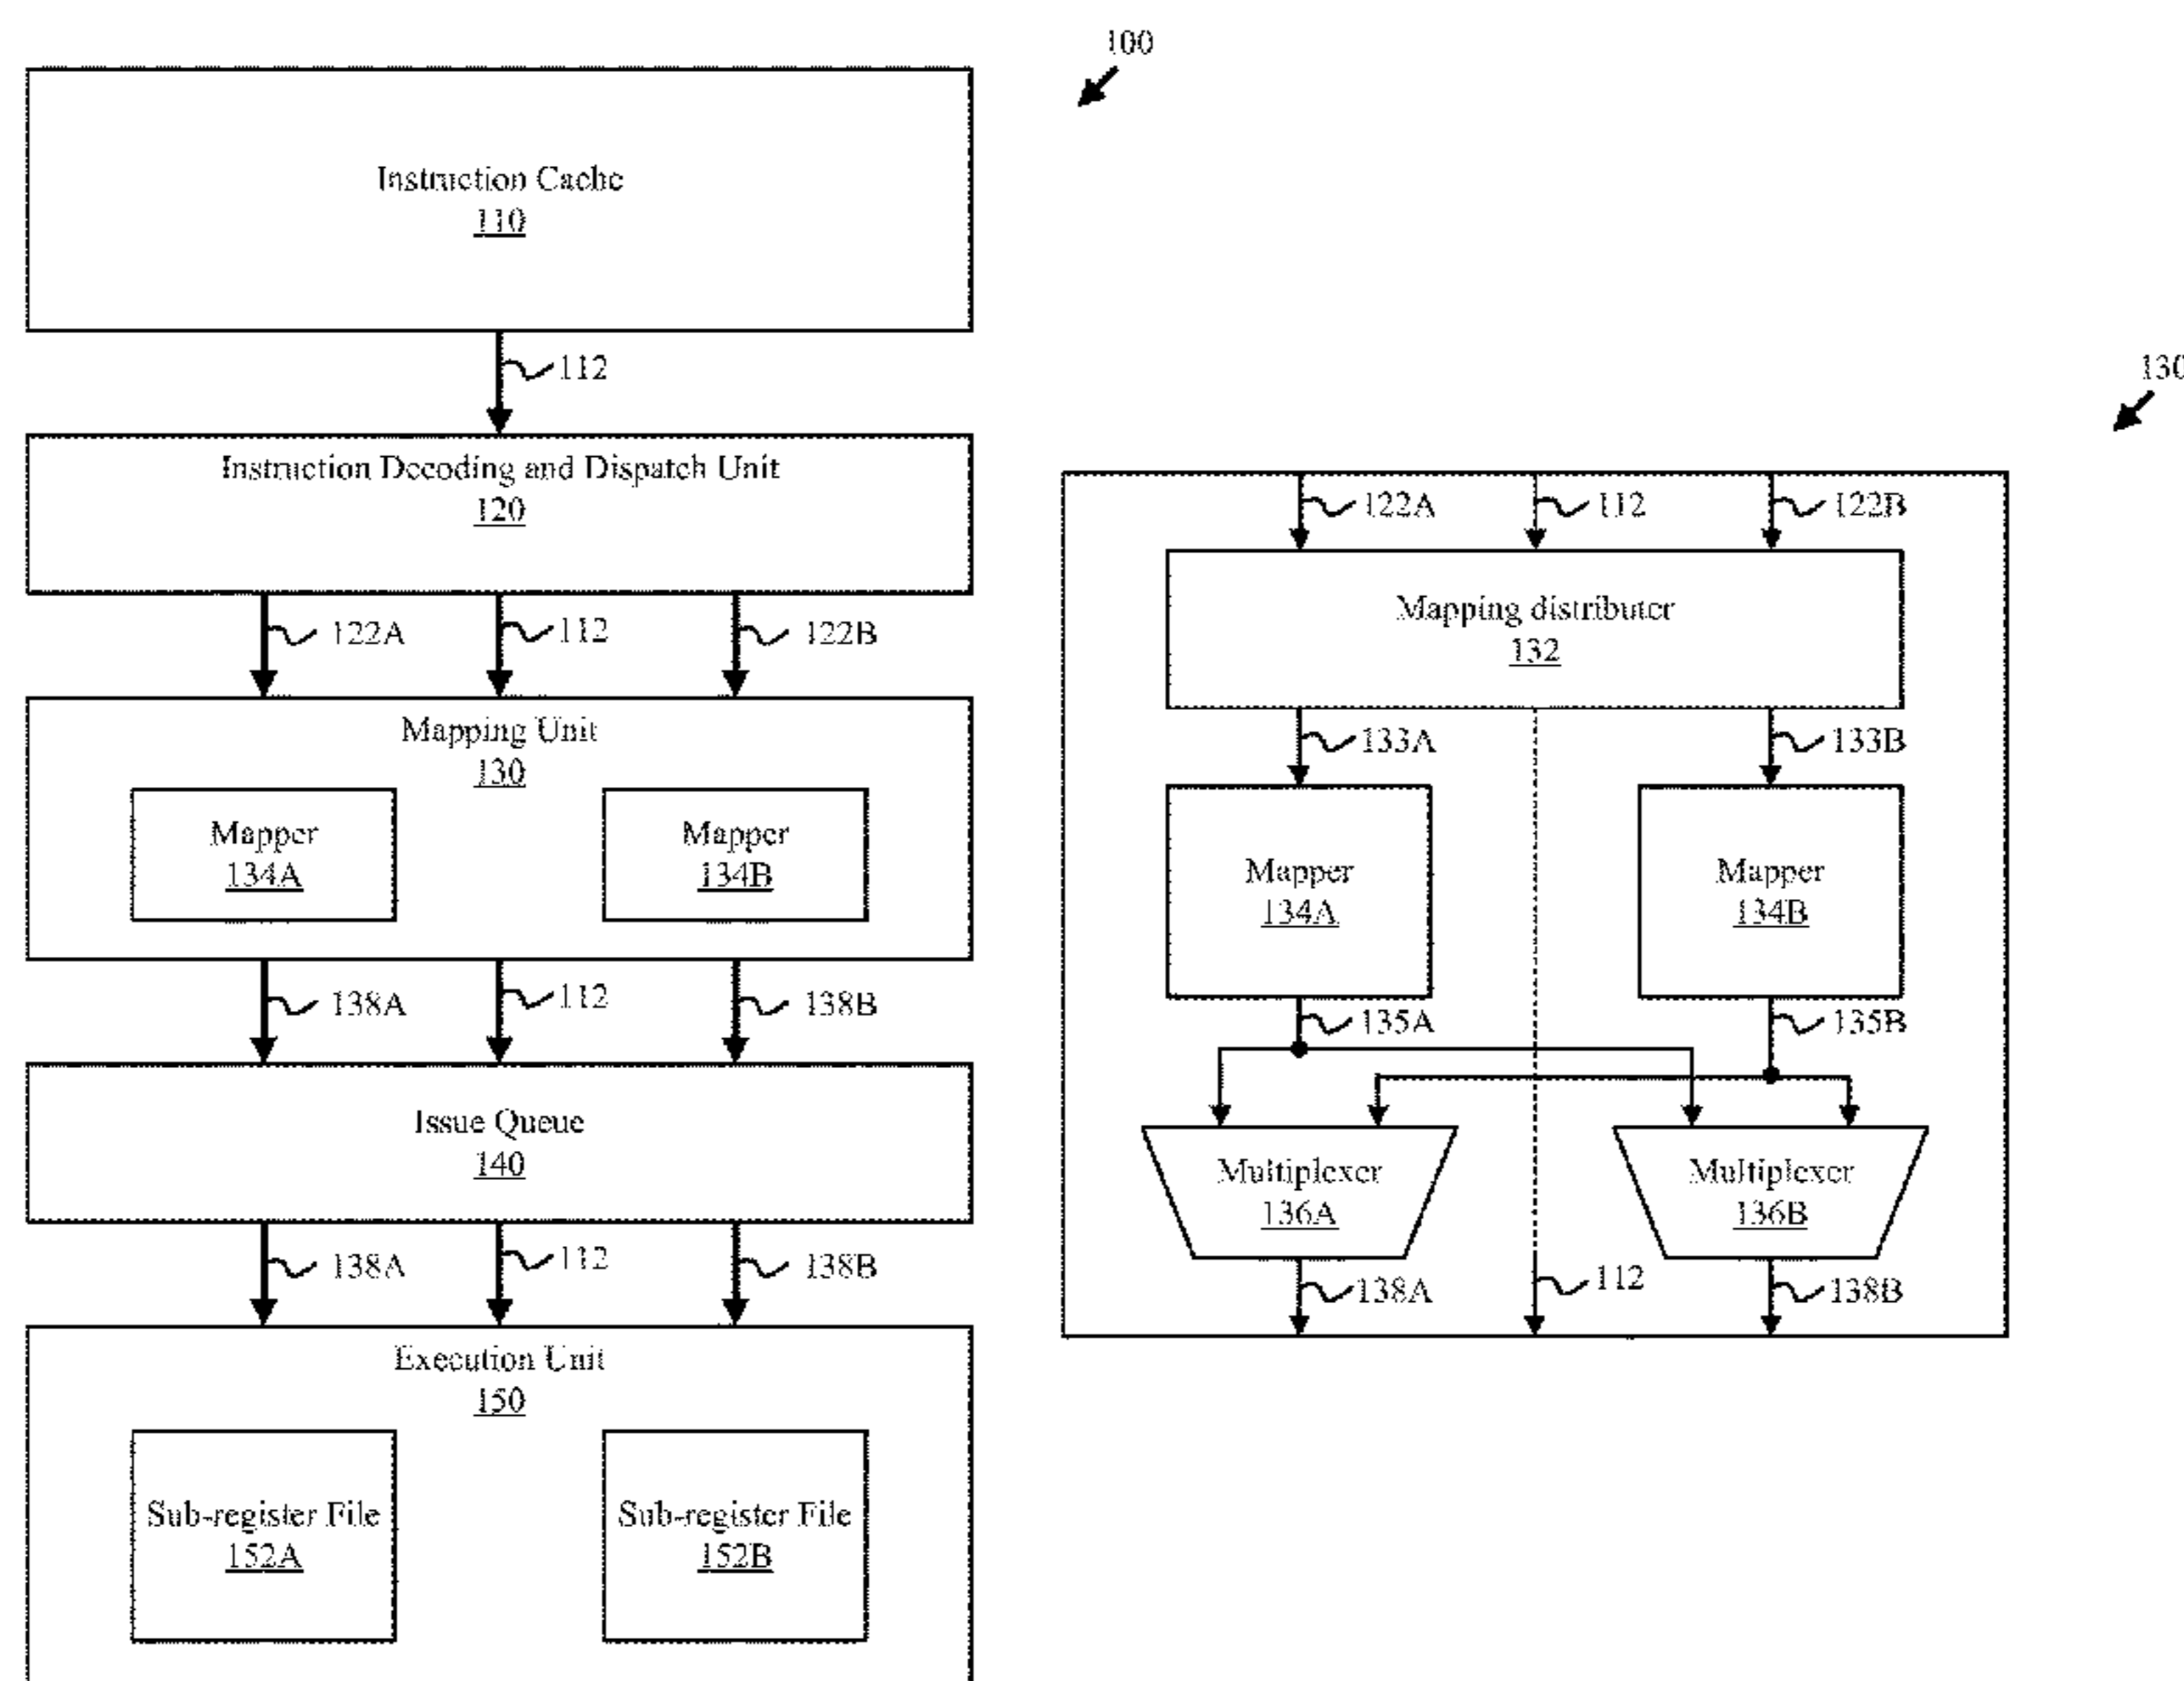 100
Instruction Cache
110
112
Instruction Decoding and Dispatch Unit
120
122A
112
122B
Mapping Unit
130
Mapper
134A
Mapper
134B
138A
112
138B
Issue Queue
140
138A
112
138B
Execution Unit
150
Sub-register File
152A
Sub-register File
152B
130
122A
112
122B
Mapping distributer
132
133A
133B
Mapper
134A
Mapper
134B
135A
135B
Multiplexer
136A
Multiplexer
136B
138A
112
138B